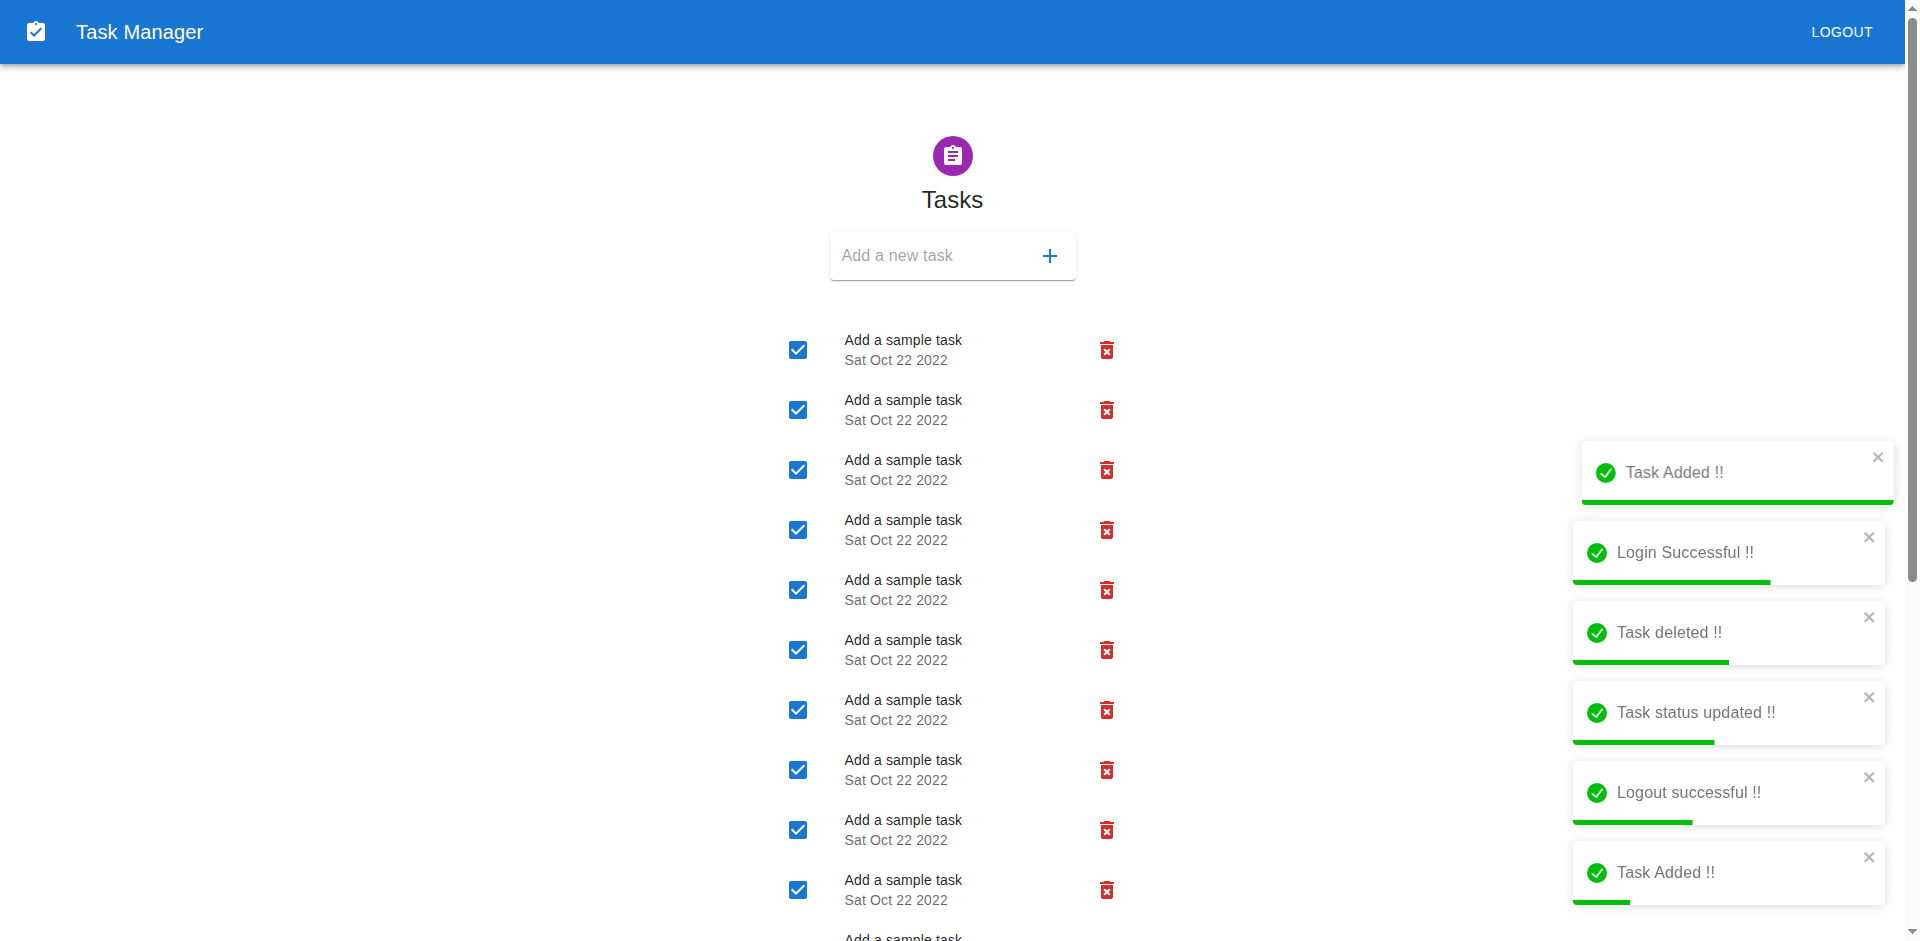 Task Manager
LOGOUT
Tasks
Add a new task
Add a sample task
Sat Oct 22 2022
Add a sample task
Sat Oct 22 2022
Add a sample task
Sat Oct 22 2022
Add a sample task
Sat Oct 22 2022
Add a sample task
Sat Oct 22 2022
Add a sample task
Sat Oct 22 2022
Add a sample task
Sat Oct 22 2022
Add a sample task
Sat Oct 22 2022
Add a sample task
Sat Oct 22 2022
Add a sample task
Sat Oct 22 2022
Add a sample task
Task Added !!
Login Successful !!
Task deleted !!
Task status updated !!
Logout successful !!
Task Added !!